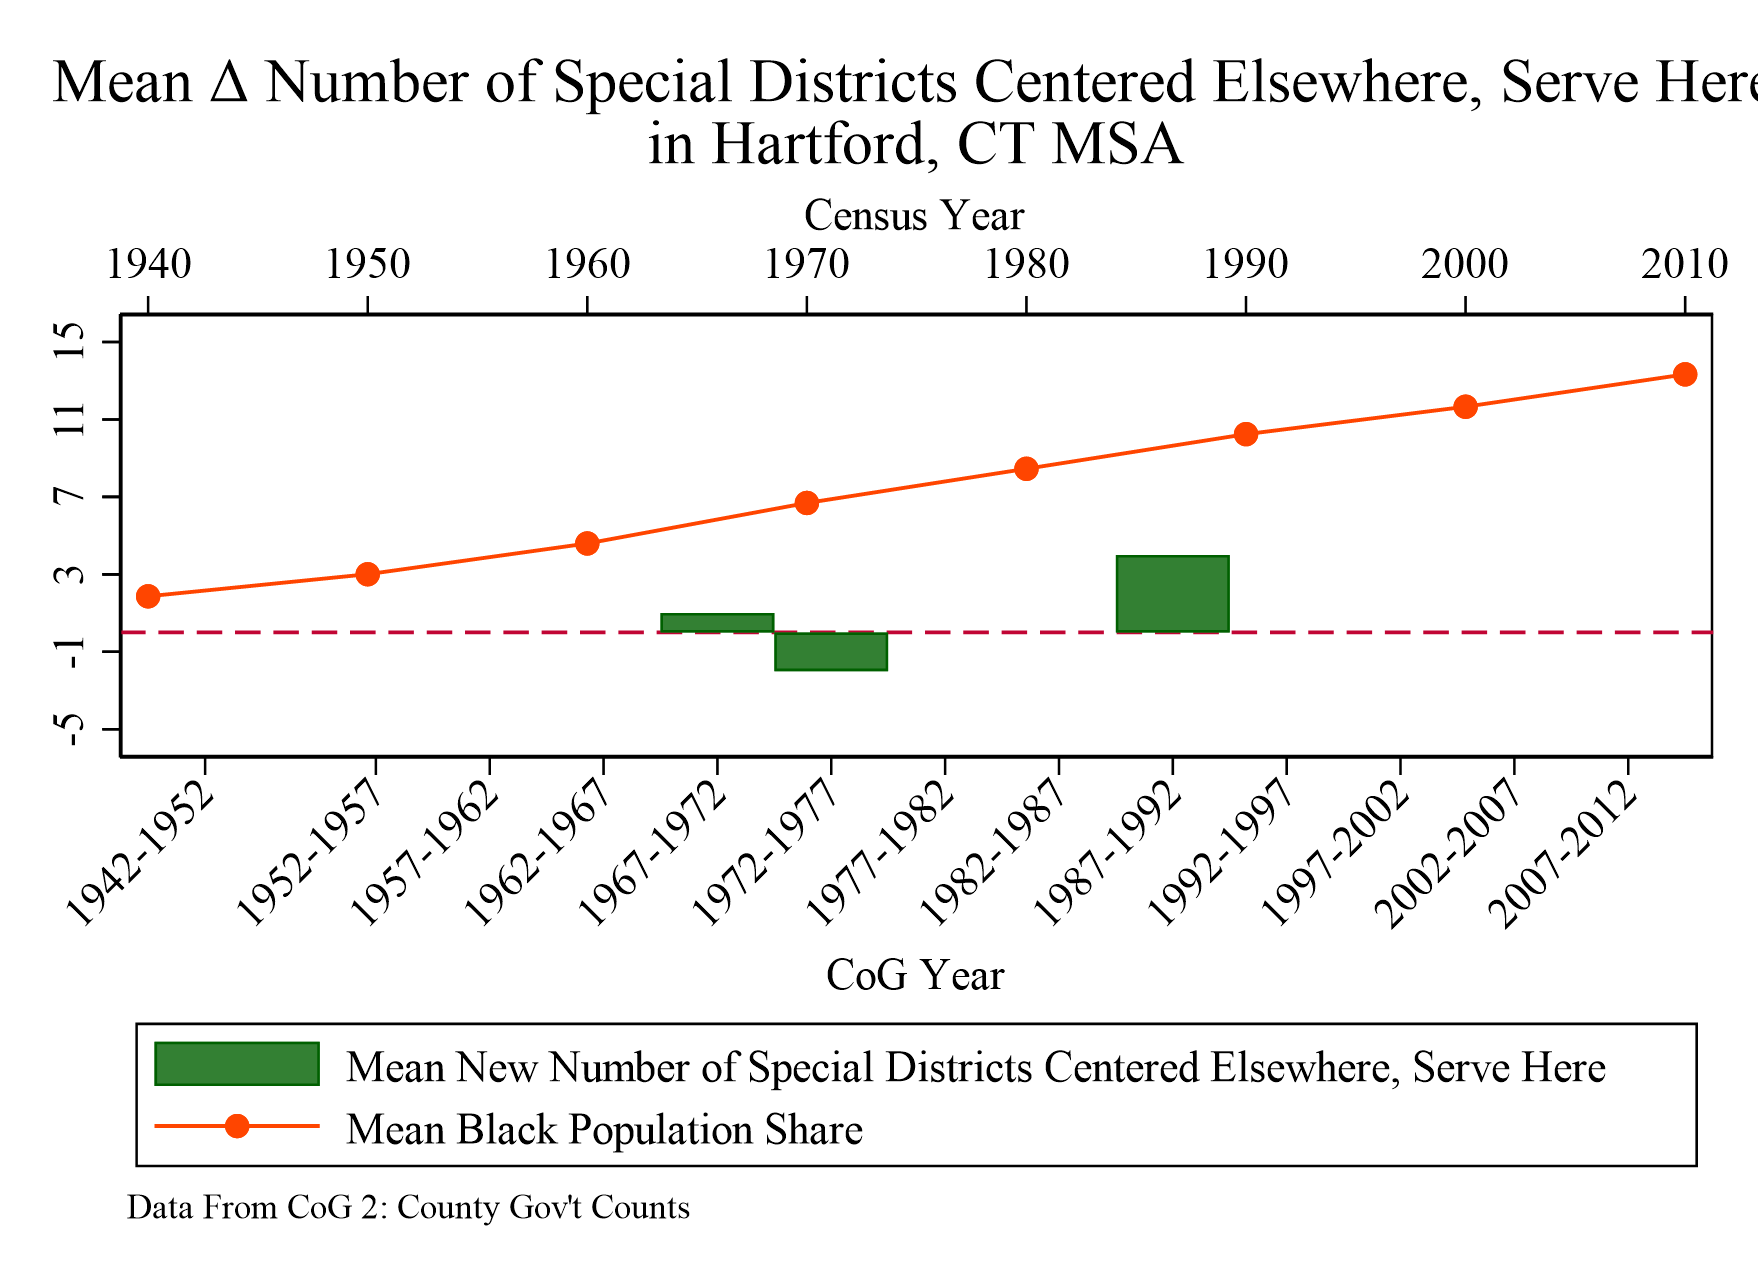 Mean Δ Number of Special Districts Centered Elsewhere, Serve Here
in Hartford, CT MSA
Census Year
1940 1950 1960 1970 1980 1990 2000 2010
15
11
7
3
-1
-5
1942-1952 1952-1957 1957-1962 1962-1967 1967-1972 1972-1977 1977-1982 1982-1987 1987-1992 1992-1997 1997-2002 2002-2007 2007-2012
CoG Year
Mean New Number of Special Districts Centered Elsewhere, Serve Here
Mean Black Population Share
Data From CoG 2: County Gov't Counts